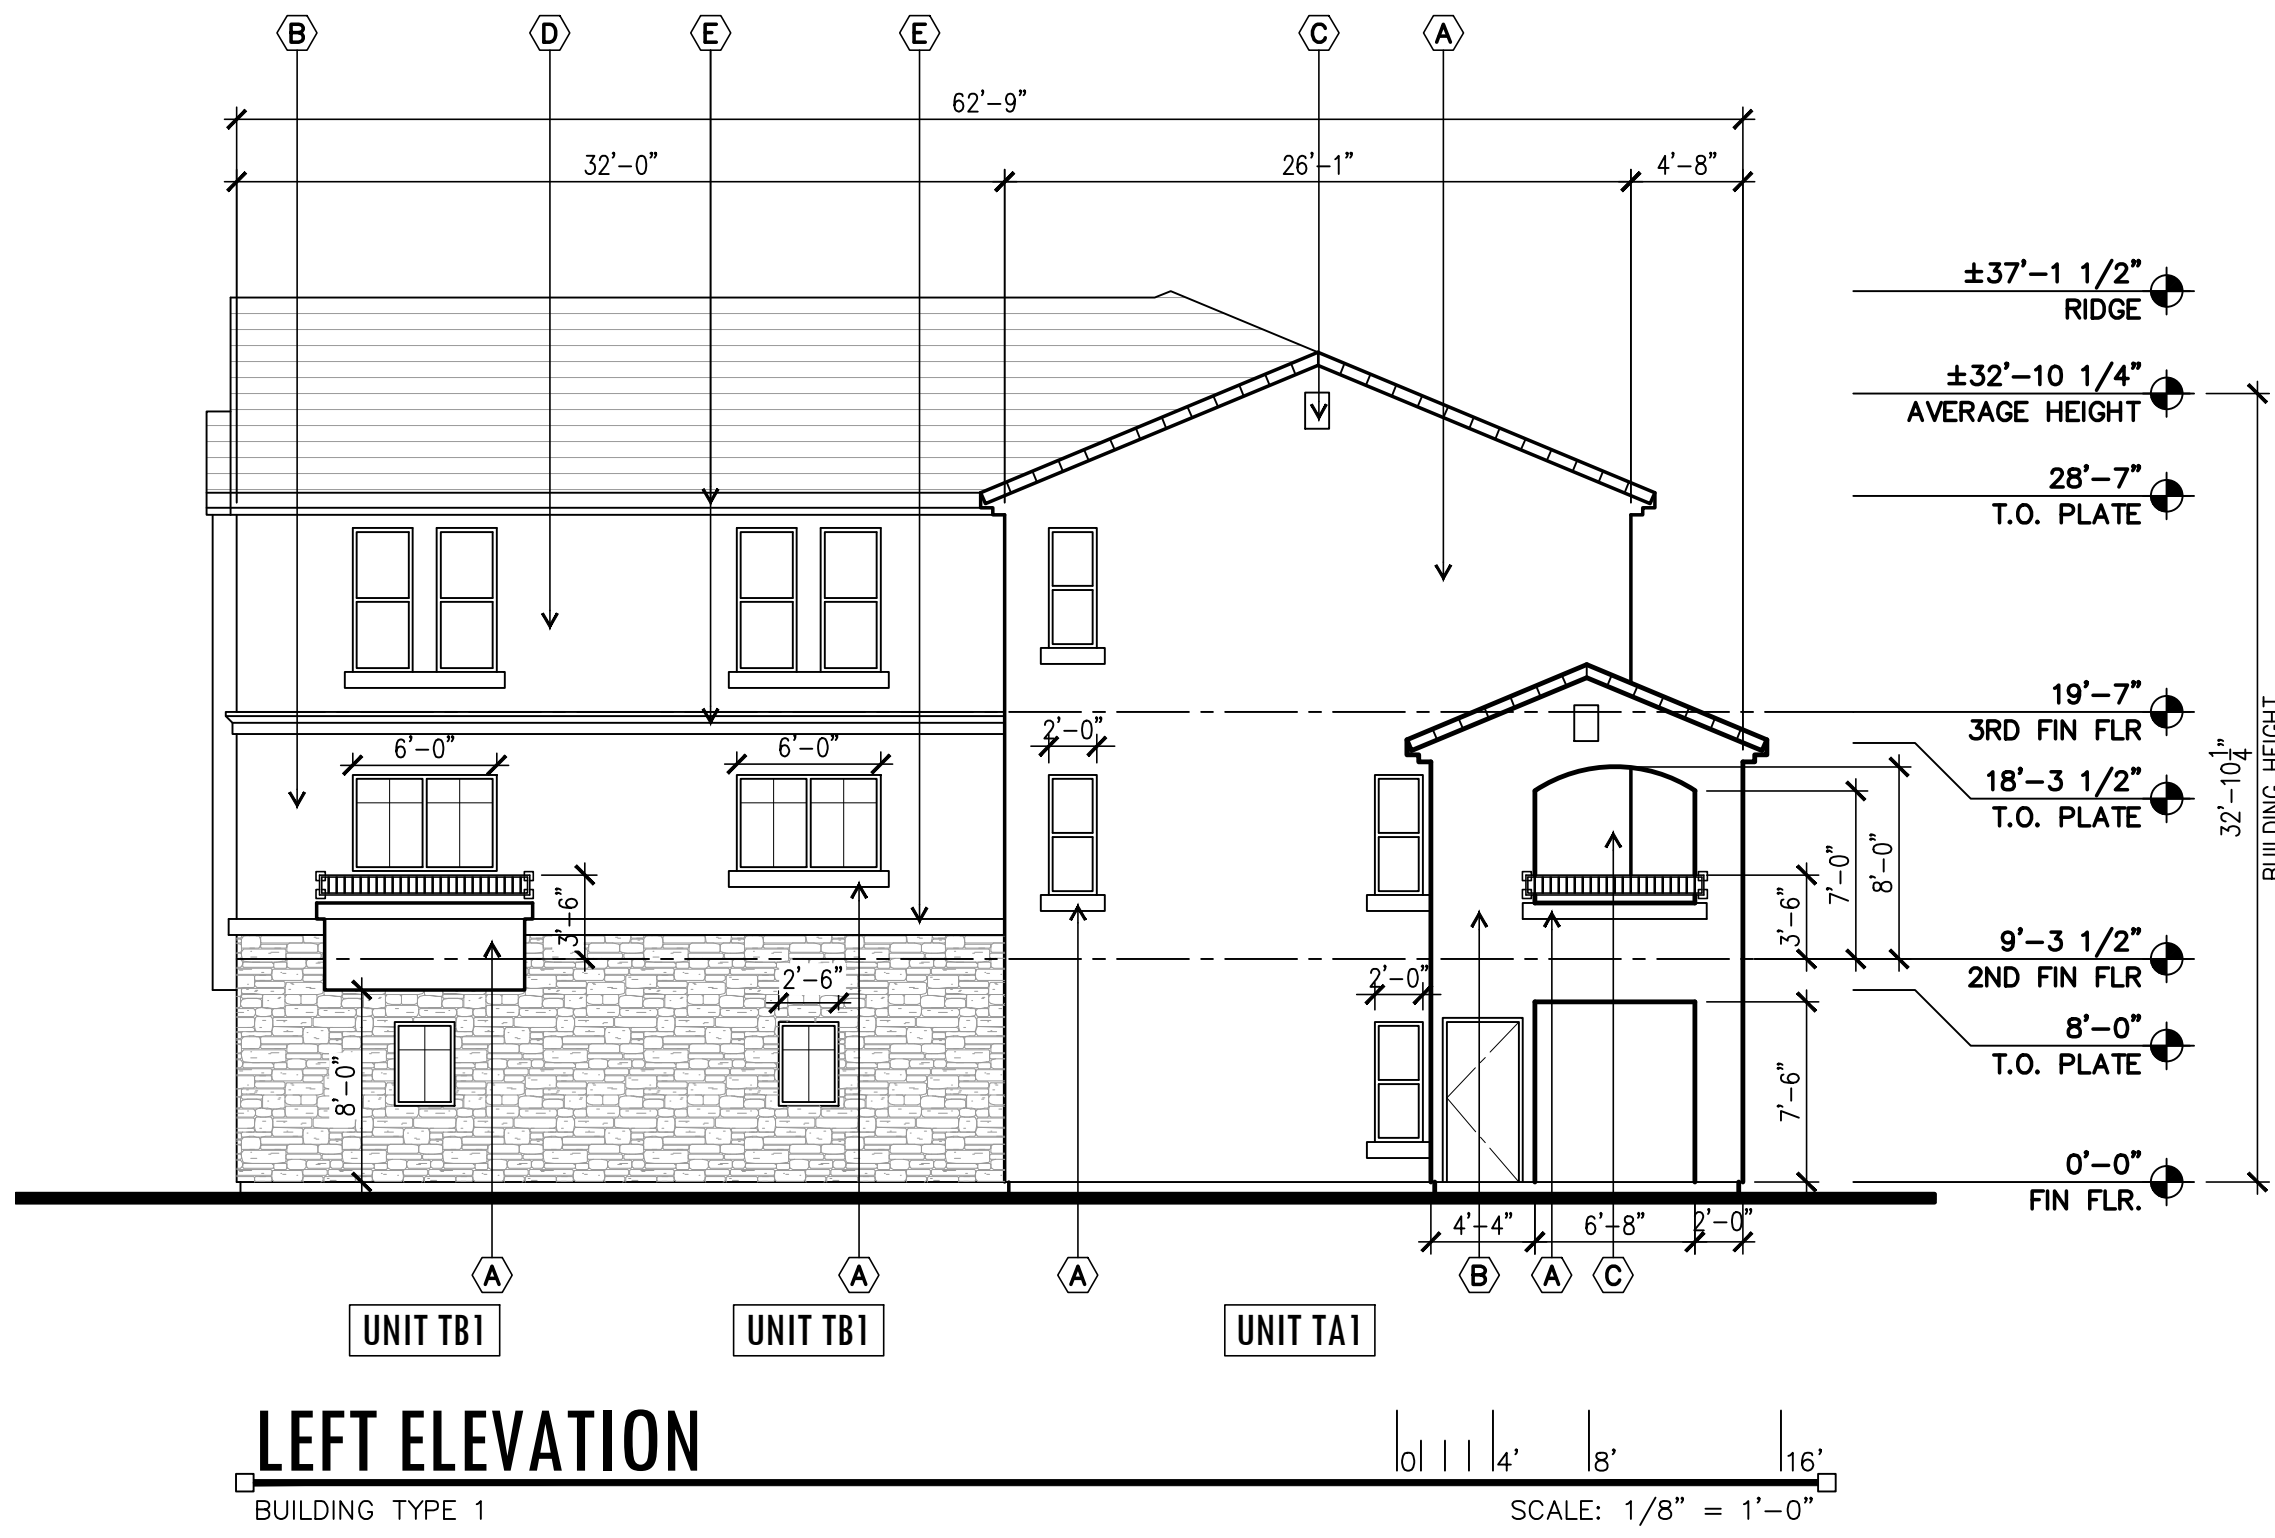 B D E E C A
62'-9"
32'-0" 26'-1" 4'-8"
±37'-1 1/2"
RIDGE
±32'-10 1/4"
AVERAGE HEIGHT
28'-7"
T.O. PLATE
19'-7"
3RD FIN FLR
18'-3 1/2"
T.O. PLATE
9'-3 1/2"
2ND FIN FLR
8'-0"
T.O. PLATE
0'-0"
FIN FLR.
32'-10 1/4"
BUILDING HEIGHT
6'-0" 6'-0" 2'-0"
3'-6"
2'-6"
8'-0"
2'-0"
3'-6"
7'-0"
8'-0"
7'-6"
4'-4" 6'-8" 2'-0"
A A A B A C
UNIT TB1 UNIT TB1 UNIT TA1
LEFT ELEVATION
0 4' 8' 16'
BUILDING TYPE 1
SCALE: 1/8" = 1'-0"